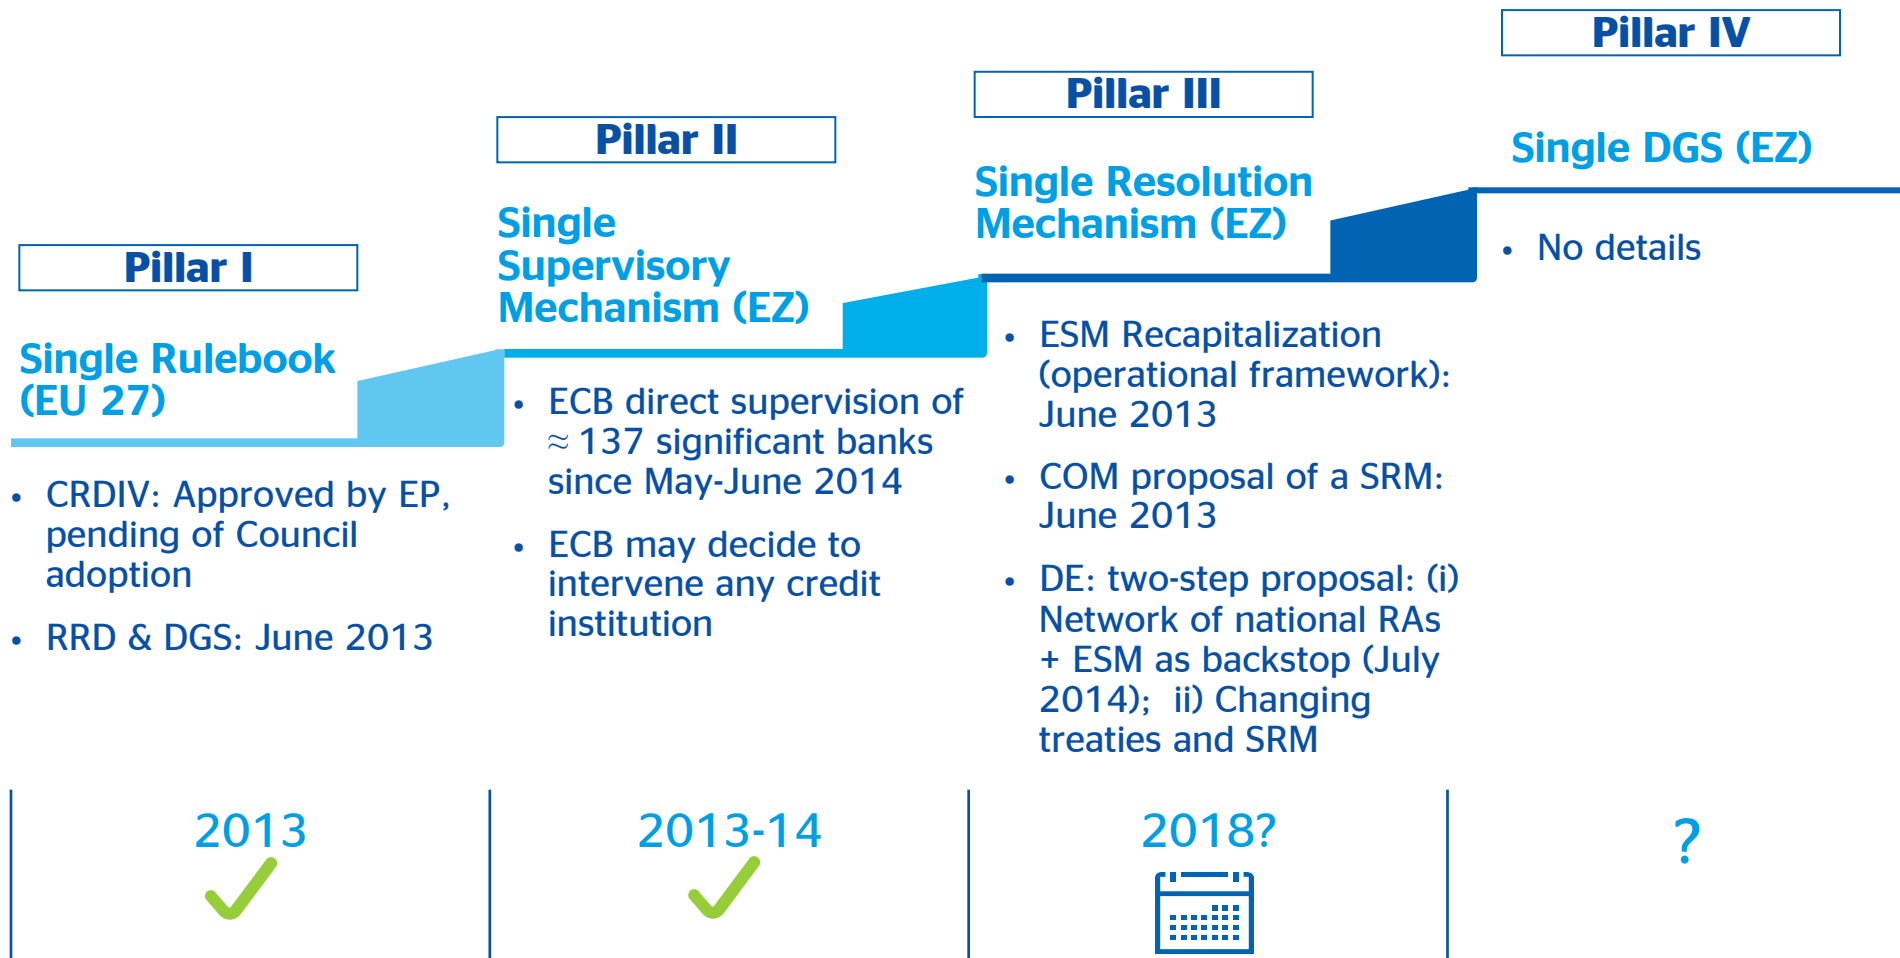 Pillar I
Single Rulebook
(EU 27)
• CRDIV: Approved by EP,
pending of Council
adoption
• RRD & DGS: June 2013
2013
Pillar II
Single
Supervisory
Mechanism (EZ)
• ECB direct supervision of
≈ 137 significant banks
since May-June 2014
• ECB may decide to
intervene any credit
institution
2013-14
Pillar III
Single Resolution
Mechanism (EZ)
• ESM Recapitalization
(operational framework):
June 2013
• COM proposal of a SRM:
June 2013
• DE: two-step proposal: (i)
Network of national RAs
+ ESM as backstop (July
2014); ii) Changing
treaties and SRM
2018?
Pillar IV
Single DGS (EZ)
• No details
?